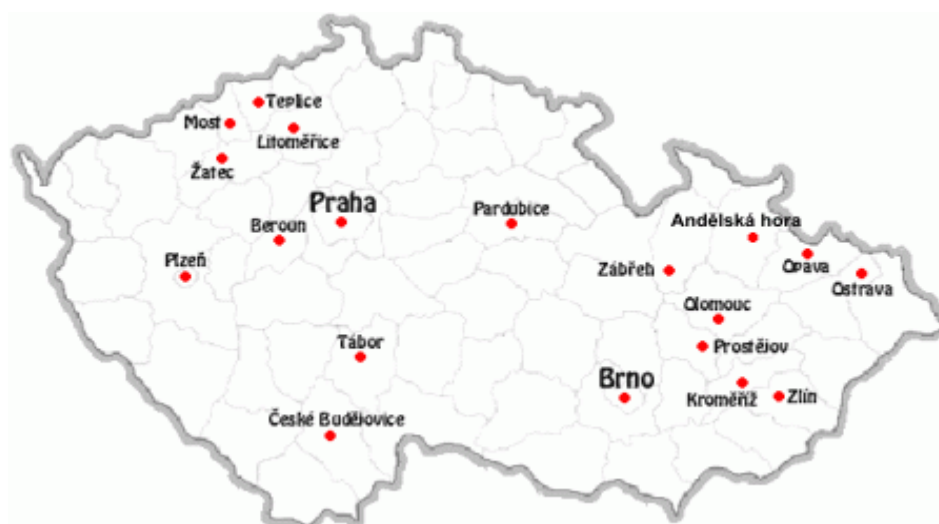 Teplice
Most
Litoměřice
Žatec
Praha
Pardubice
Beroun
Andělská hora
Plzeň
Opava
Zábřeh
Ostrava
Olomouc
Tábor
Prostějov
Brno
Kroměříž
Zlín
České Budějovice